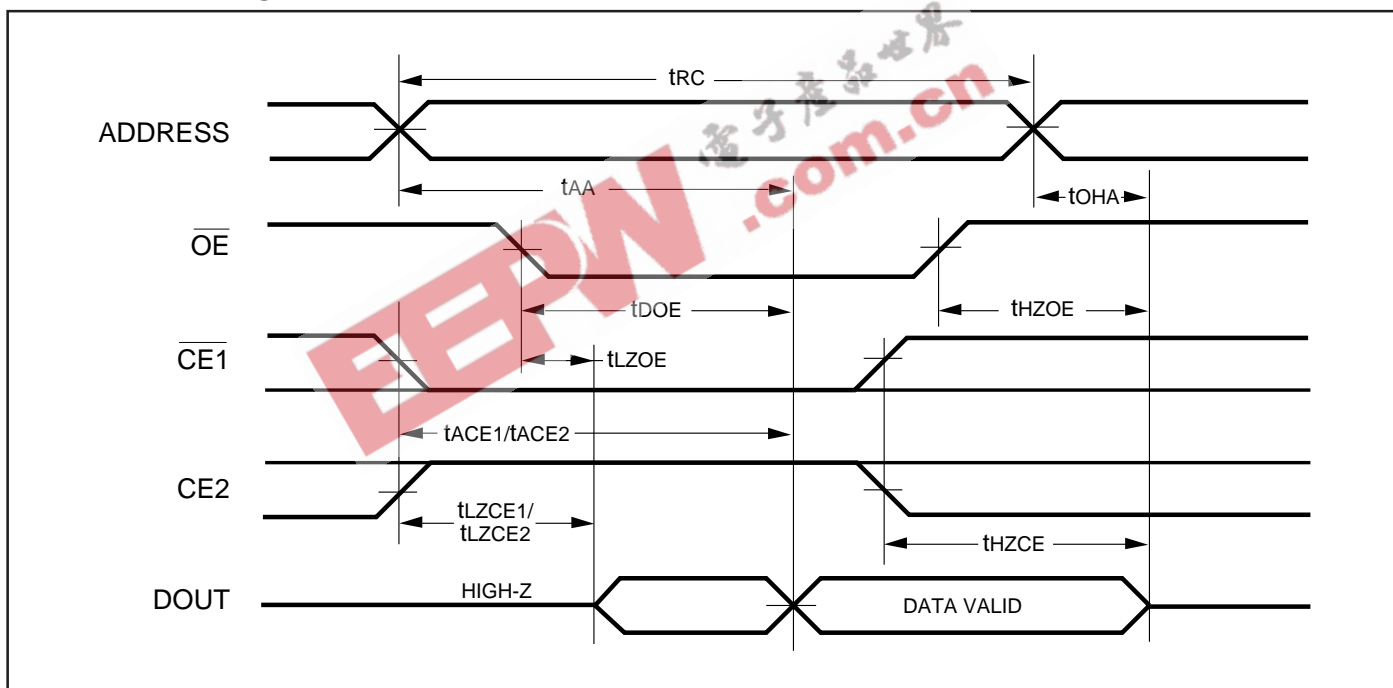 tRC
ADDRESS
tAA
tOHA
OE
tDOE
tHZOE
CE1
tLZOE
tACE1/tACE2
CE2
tLZCE1/
tLZCE2
tHZCE
DOUT
HIGH-Z
DATA VALID
EEPW
電子產品世界
.com.cn